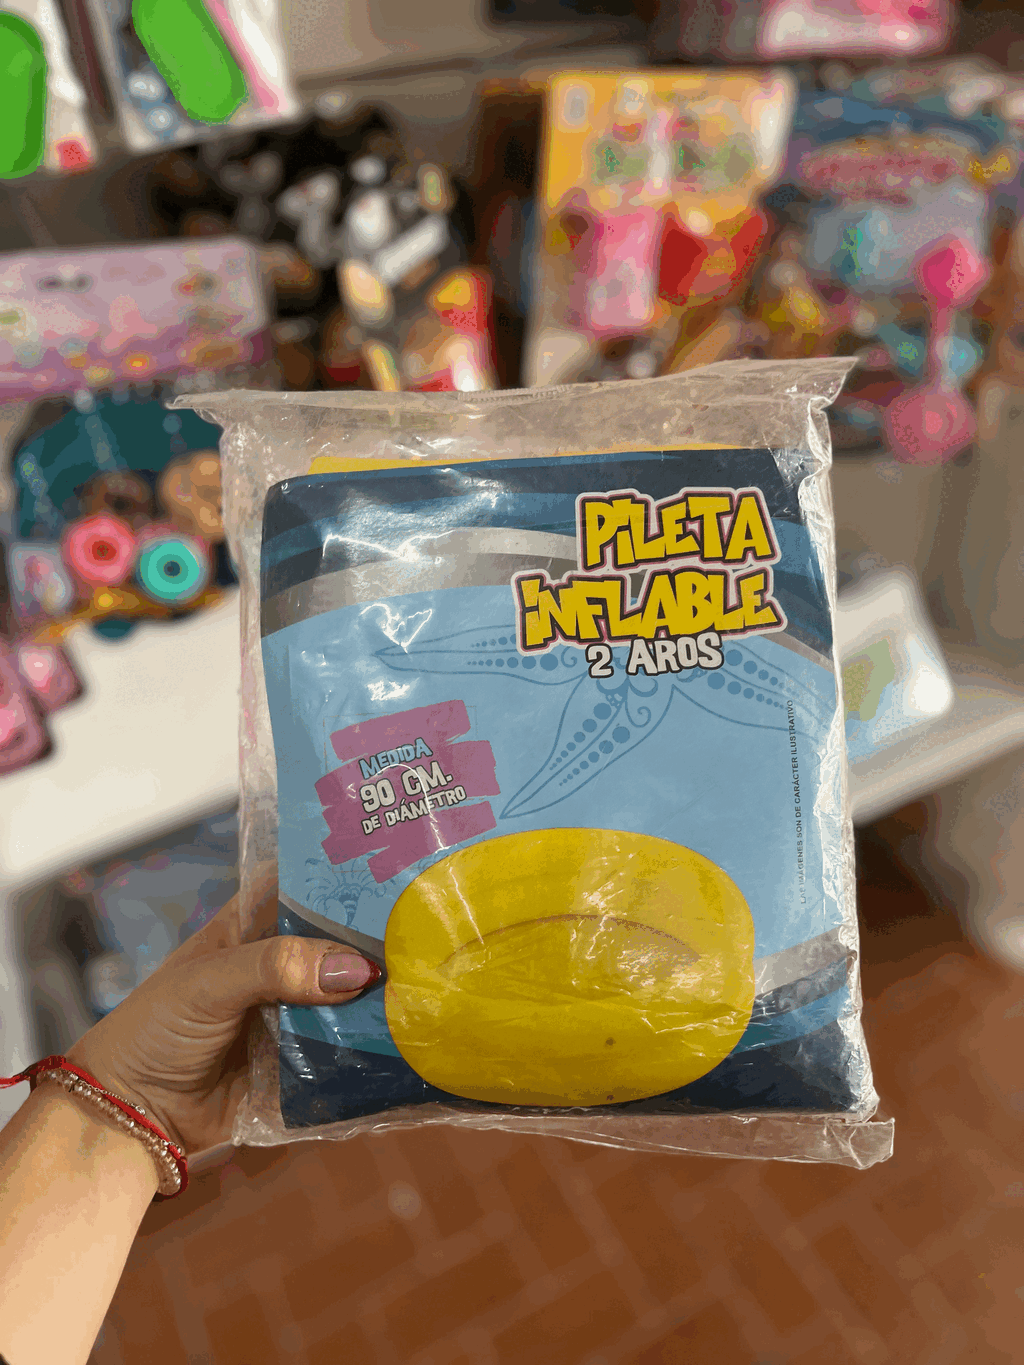 PILETA
INFLABLE
2 AROS
MEDIDA
90 CM.
DE DIÁMETRO
LAS IMÁGENES SON DE CARÁCTER ILUSTRATIVO